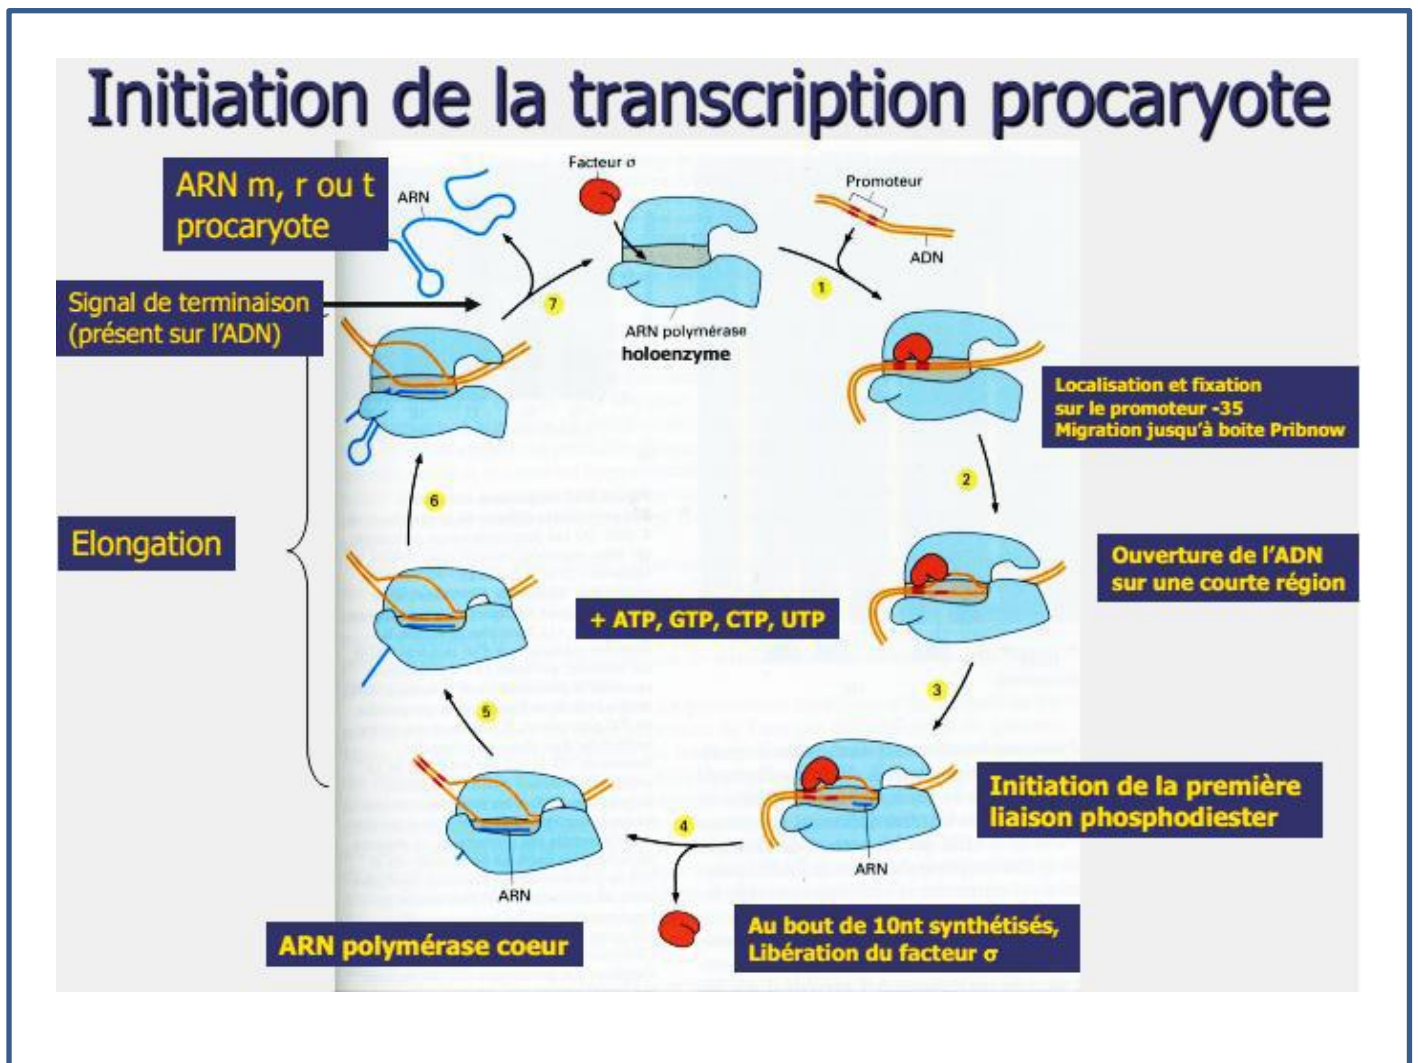 Initiation de la transcription procaryote
ARN m, r ou t
procaryote
ARN
Facteur σ
Promoteur
ADN
1
7
Signal de terminaison
(présent sur l'ADN)
ARN polymérase
holoenzyme
Localisation et fixation
sur le promoteur -35
Migration jusqu'à boite Pribnow
2
6
Elongation
Ouverture de l'ADN
sur une courte région
+ ATP, GTP, CTP, UTP
3
5
Initiation de la première
liaison phosphodiester
4
ARN
ARN
Au bout de 10nt synthétisés,
Libération du facteur σ
ARN polymérase coeur